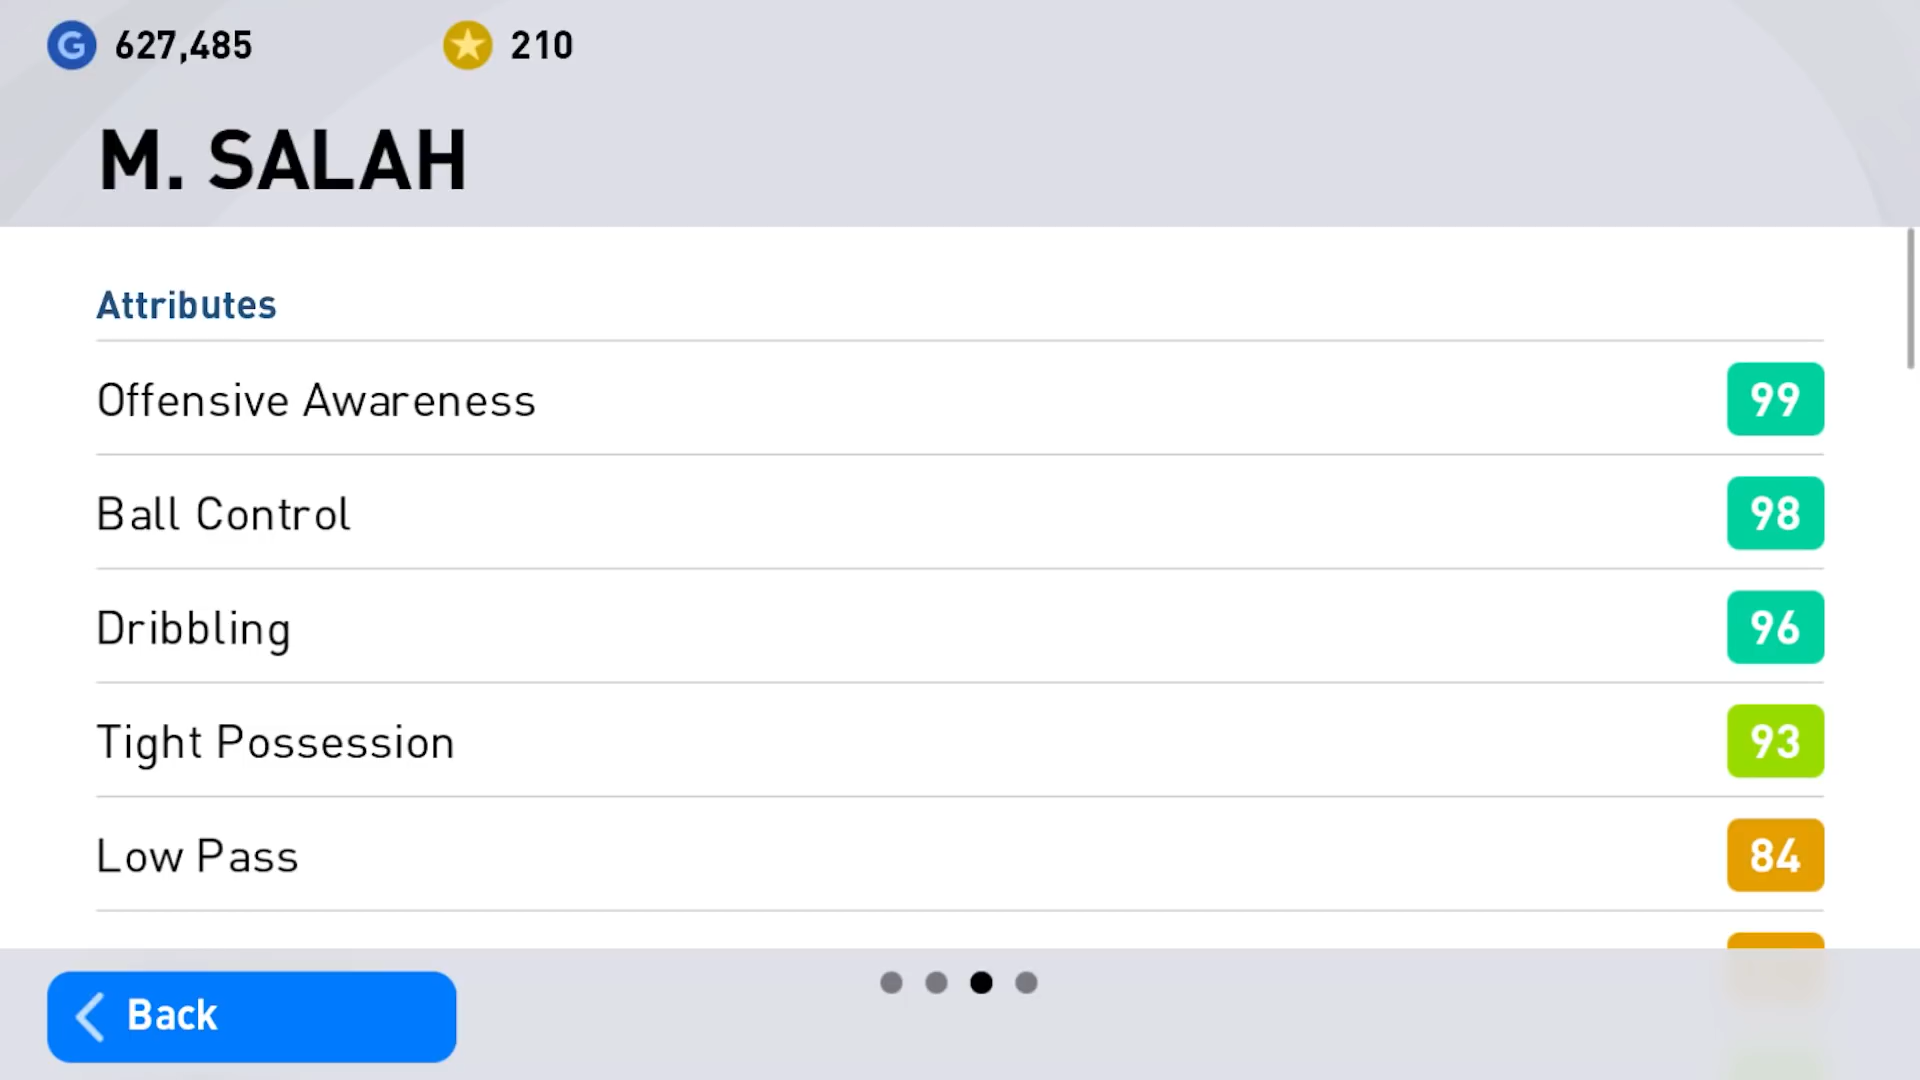 G 627,485 210
M. SALAH
Attributes
Offensive Awareness 99
Ball Control 98
Dribbling 96
Tight Possession 93
Low Pass 84
Back